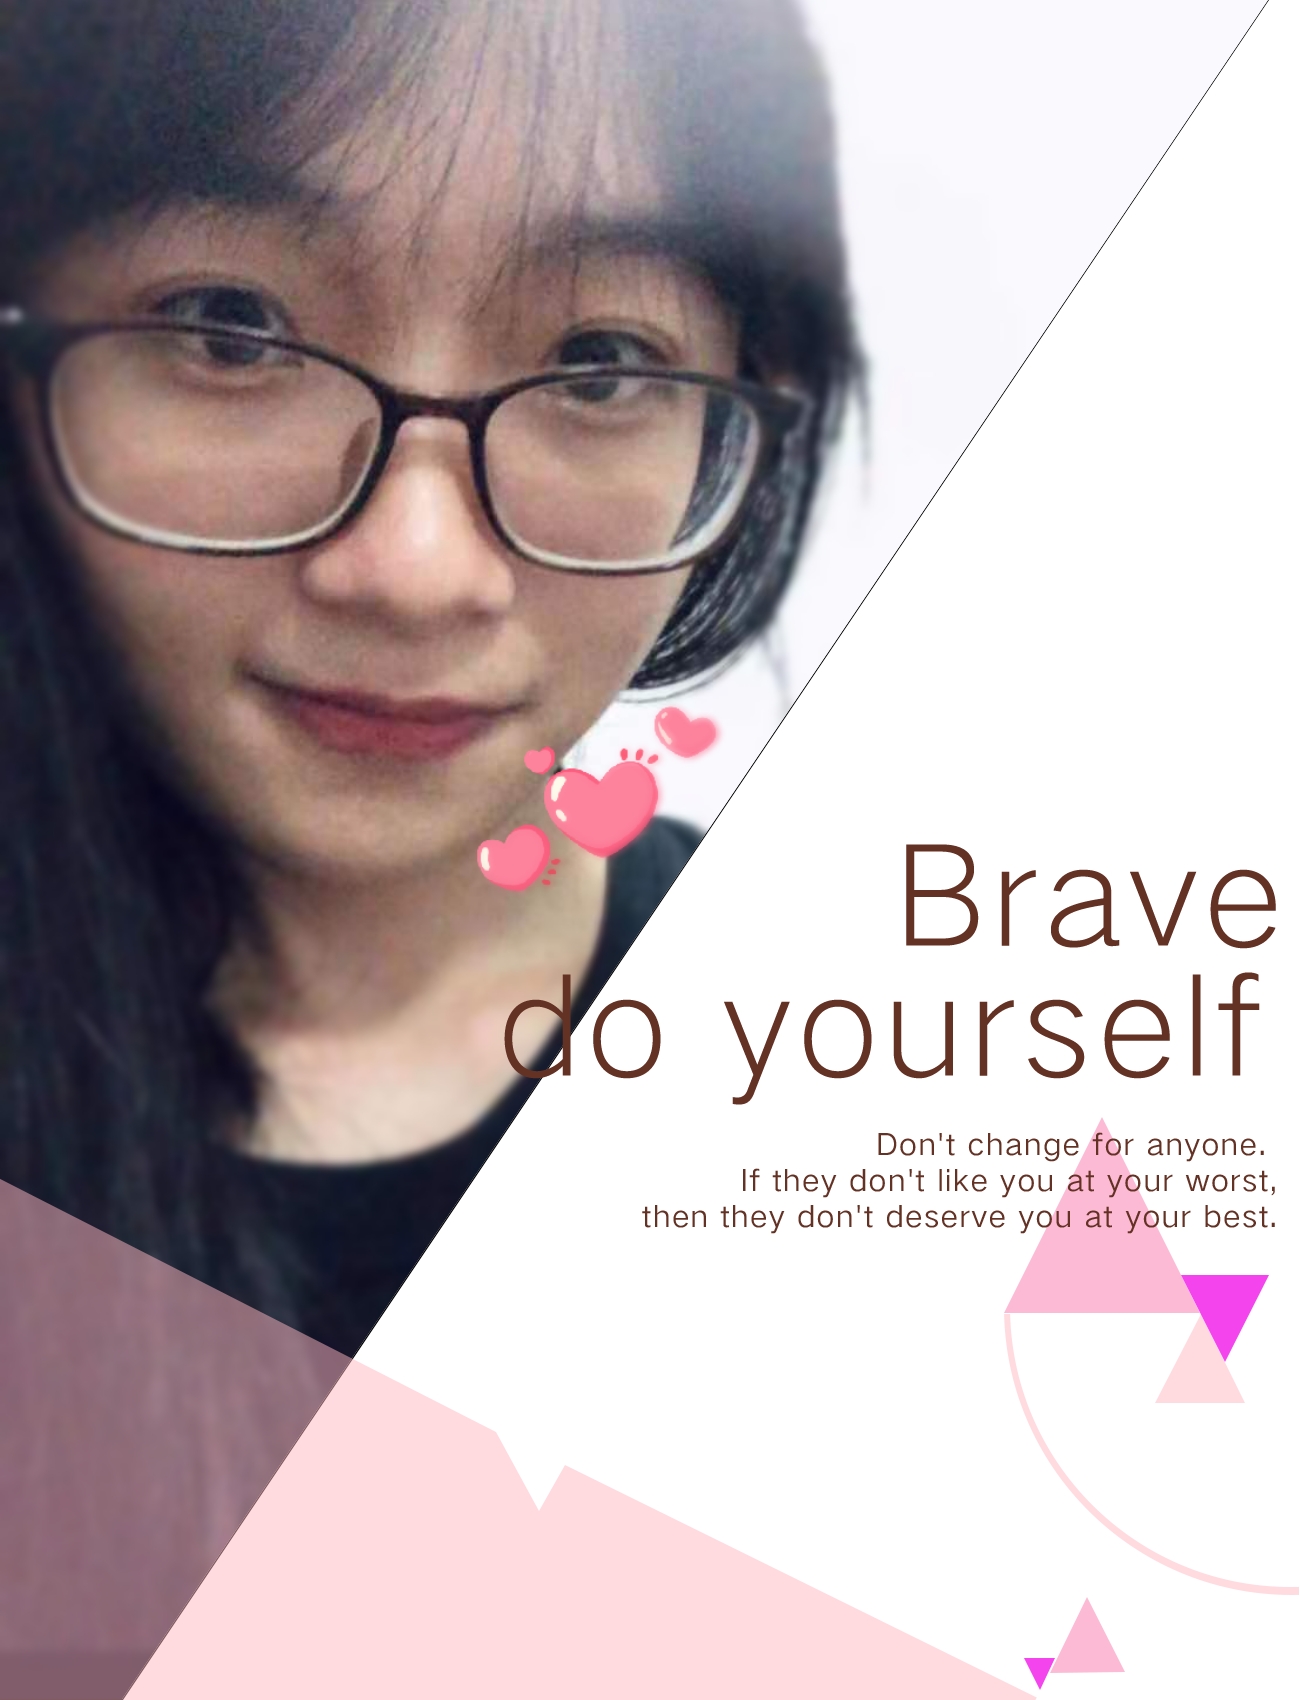 Brave
do yourself
Don't change for anyone.
If they don't like you at your worst,
then they don't deserve you at your best.